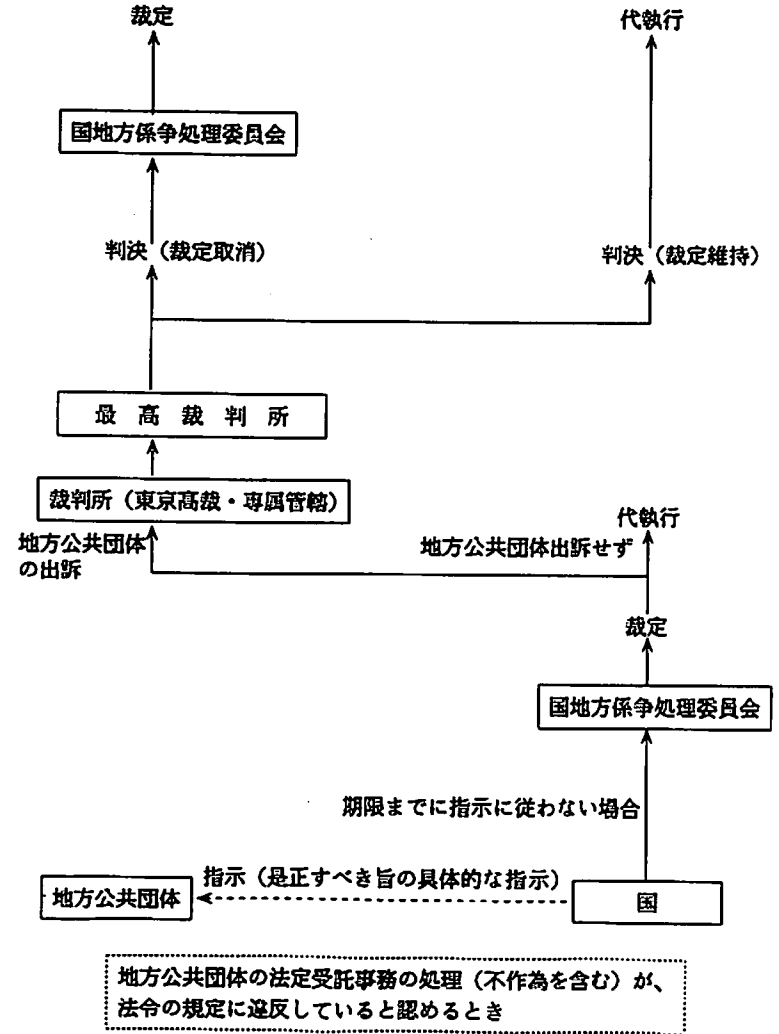 裁定
代執行
国地方係争処理委員会
判決（裁定取消）
判決（裁定維持）
最高裁判所
裁判所（東京高裁・専属管轄）
地方公共団体
の出訴
地方公共団体出訴せず
代執行
裁定
国地方係争処理委員会
期限までに指示に従わない場合
地方公共団体
指示（是正すべき旨の具体的な指示）
国
地方公共団体の法定受託事務の処理（不作為を含む）が、
法令の規定に違反していると認めるとき